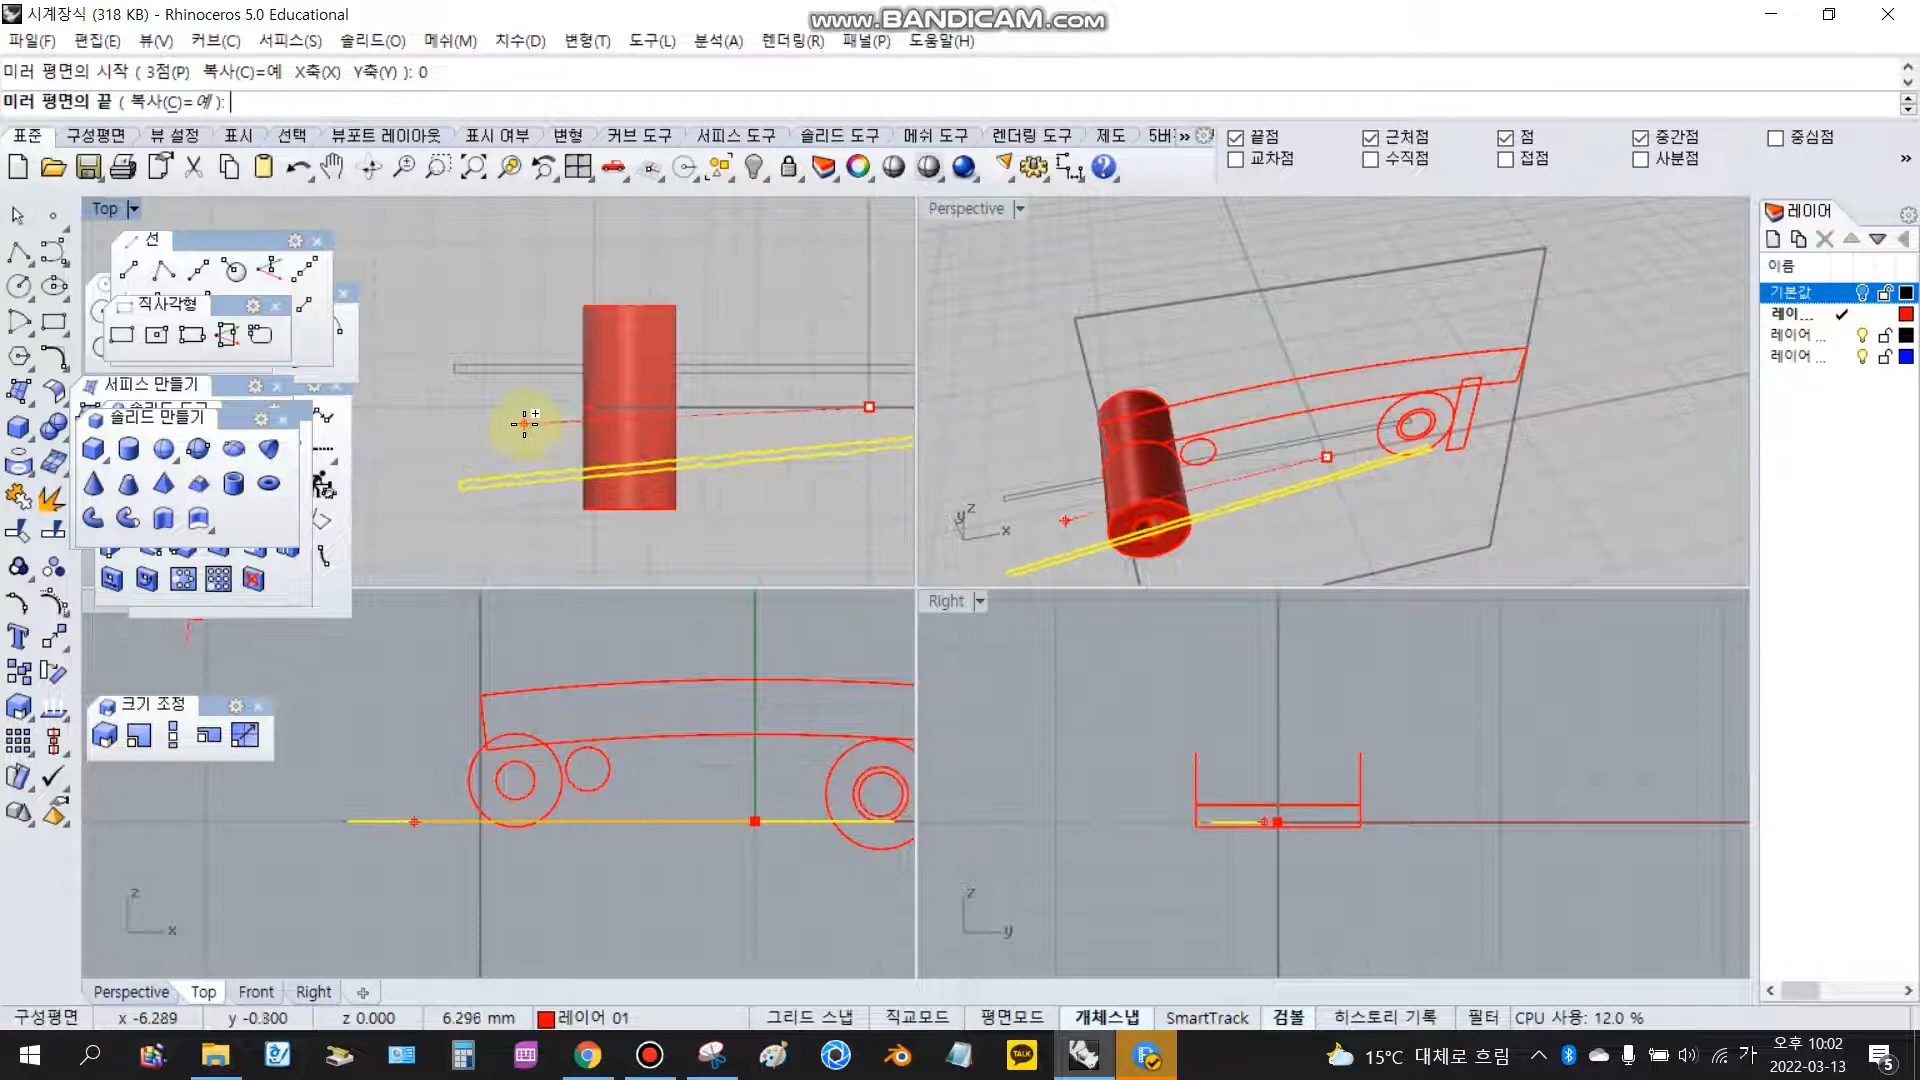 시계장식 (318 KB) - Rhinoceros 5.0 Educational
www.BANDICAM.com
파일(F) 편집(E) 뷰(V) 커브(C) 서피스(S) 솔리드(O) 메쉬(M) 치수(D) 변형(T) 도구(L) 분석(A) 렌더링(R) 패널(P) 도움말(H)
미러 평면의 시작 ( 3점(P) 복사(C)=예 X축(X) Y축(Y) ): 0
미러 평면의 끝 ( 복사(C)=예 ):
표준 구성평면 뷰 설정 표시 선택 뷰포트 레이아웃 표시 여부 변형 커브 도구 서피스 도구 솔리드 도구 메쉬 도구 렌더링 도구 제도 5버 »
끝점 근처점 점 중간점 중심점
교차점 수직점 접점 사분점 »
Top
Perspective
레이어
선
이름
직사각형
기본값
레이...
레이어 ...
레이어 ...
서피스 만들기
솔리드 만들기
Right
크기 조정
z y x
z x
z y
Perspective Top Front Right
구성평면 x -6.289 y -0.800 z 0.000 6.296 mm 레이어 01 그리드 스냅 직교모드 평면모드 개체스냅 SmartTrack 검볼 히스토리 기록 필터 CPU 사용: 12.0 %
TALK
15°C 대체로 흐림
가
오후 10:02
2022-03-13
5